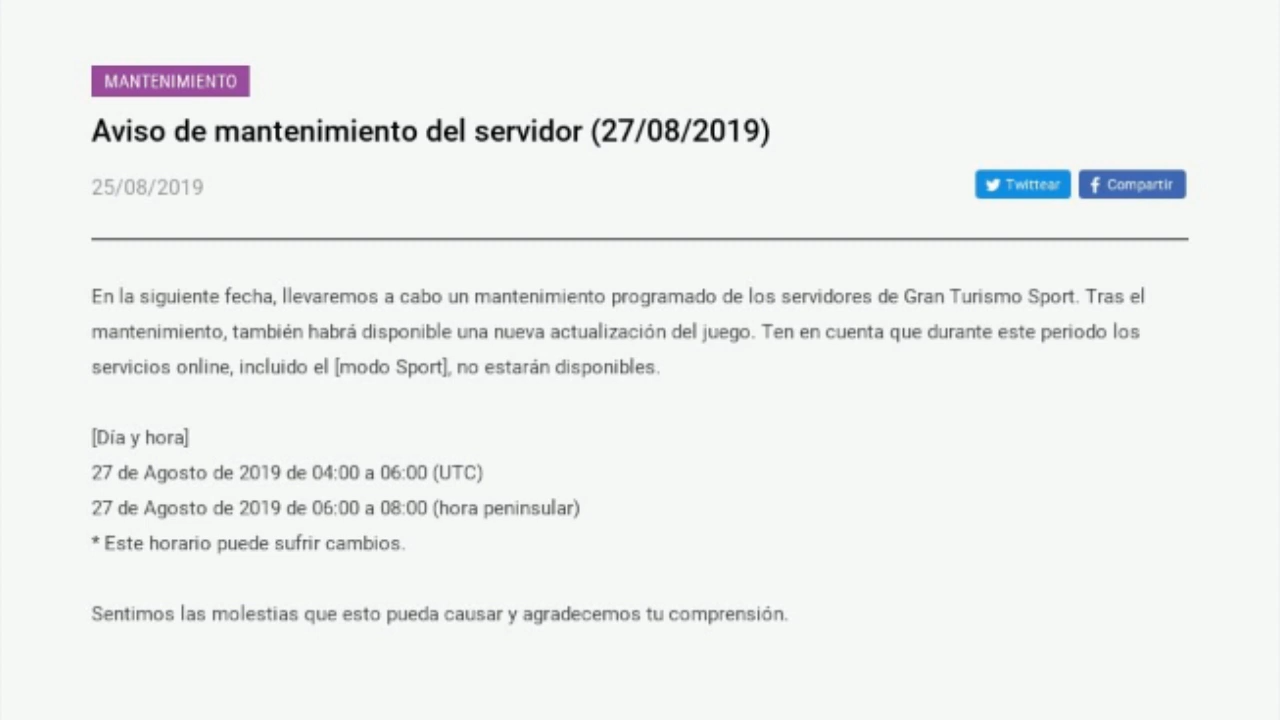 MANTENIMIENTO
Aviso de mantenimiento del servidor (27/08/2019)
25/08/2019
Twittear
Compartir
En la siguiente fecha, llevaremos a cabo un mantenimiento programado de los servidores de Gran Turismo Sport. Tras el
mantenimiento, también habrá disponible una nueva actualización del juego. Ten en cuenta que durante este periodo los
servicios online, incluido el [modo Sport], no estarán disponibles.
[Día y hora]
27 de Agosto de 2019 de 04:00 a 06:00 (UTC)
27 de Agosto de 2019 de 06:00 a 08:00 (hora peninsular)
* Este horario puede sufrir cambios.
Sentimos las molestias que esto pueda causar y agradecemos tu comprensión.